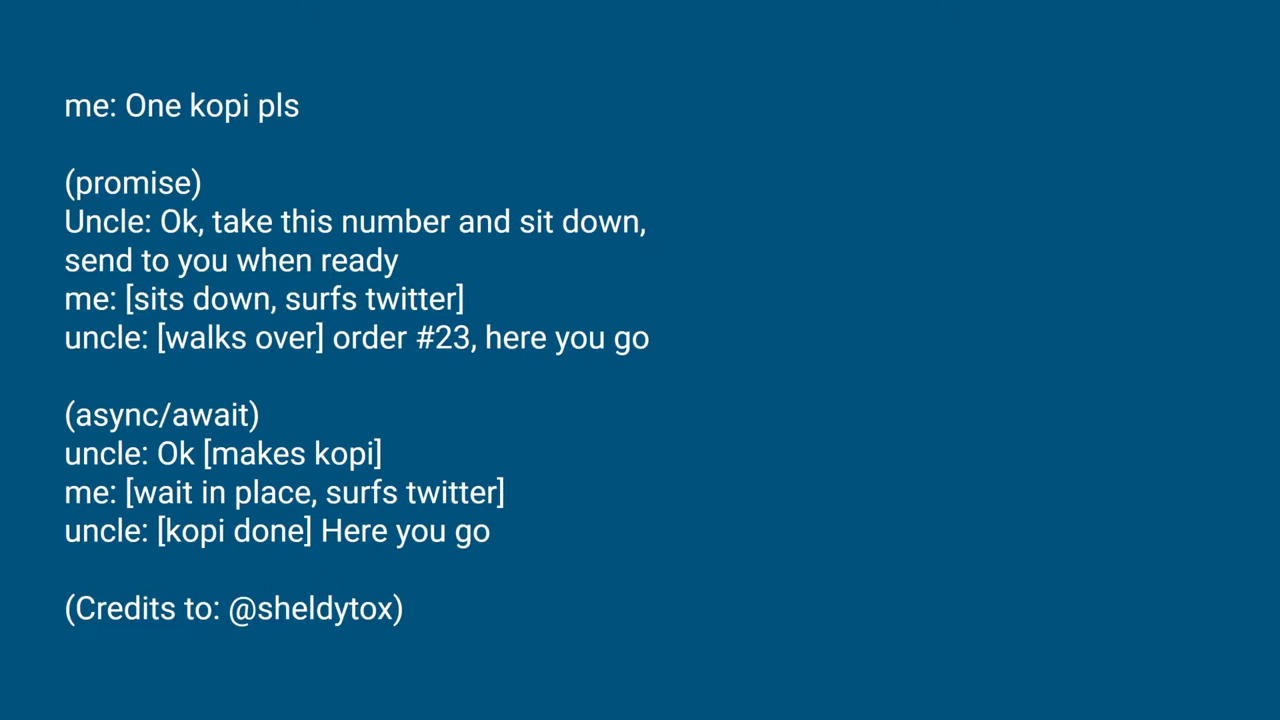 me: One kopi pls
(promise)
Uncle: Ok, take this number and sit down,
send to you when ready
me: [sits down, surfs twitter]
uncle: [walks over] order #23, here you go
(async/await)
uncle: Ok [makes kopi]
me: [wait in place, surfs twitter]
uncle: [kopi done] Here you go
(Credits to: @sheldytox)